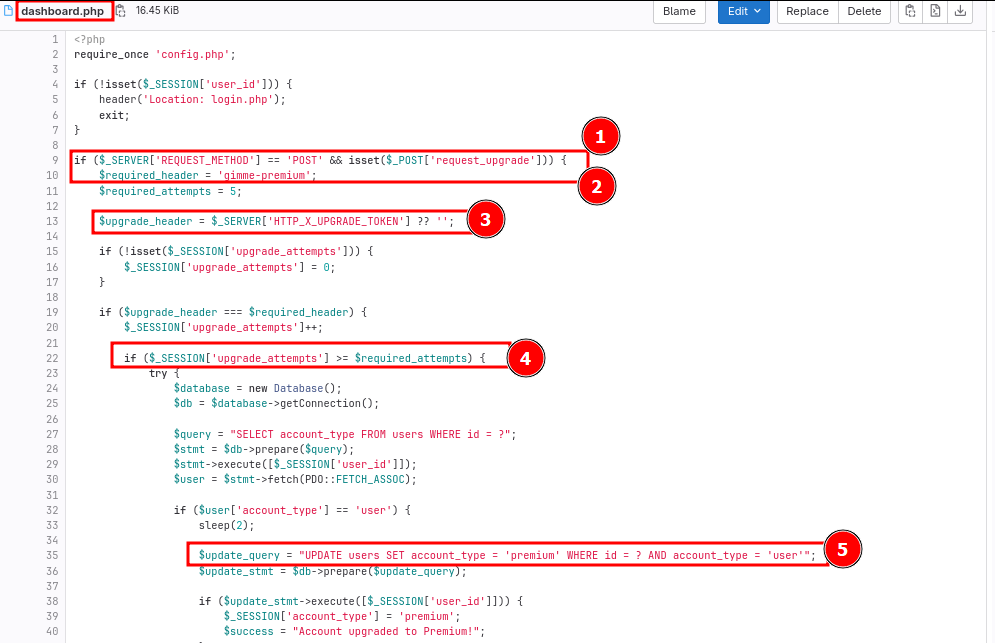 dashboard.php 16.45 KiB Blame Edit Replace Delete
1 <?php
2 require_once 'config.php';
3
4 if (!isset($_SESSION['user_id'])) {
5     header('Location: login.php');
6     exit;
7 }
8
9 if ($_SERVER['REQUEST_METHOD'] == 'POST' && isset($_POST['request_upgrade'])) { 1
10     $required_header = 'gimme-premium'; 2
11     $required_attempts = 5;
12
13     $upgrade_header = $_SERVER['HTTP_X_UPGRADE_TOKEN'] ?? ''; 3
14
15     if (!isset($_SESSION['upgrade_attempts'])) {
16         $_SESSION['upgrade_attempts'] = 0;
17     }
18
19     if ($upgrade_header === $required_header) {
20         $_SESSION['upgrade_attempts']++;
21
22         if ($_SESSION['upgrade_attempts'] >= $required_attempts) { 4
23             try {
24                 $database = new Database();
25                 $db = $database->getConnection();
26
27                 $query = "SELECT account_type FROM users WHERE id = ?";
28                 $stmt = $db->prepare($query);
29                 $stmt->execute([$_SESSION['user_id']]);
30                 $user = $stmt->fetch(PDO::FETCH_ASSOC);
31
32                 if ($user['account_type'] == 'user') {
33                     sleep(2);
34
35                     $update_query = "UPDATE users SET account_type = 'premium' WHERE id = ? AND account_type = 'user'"; 5
36                     $update_stmt = $db->prepare($update_query);
37
38                     if ($update_stmt->execute([$_SESSION['user_id']])) {
39                         $_SESSION['account_type'] = 'premium';
40                         $success = "Account upgraded to Premium!";